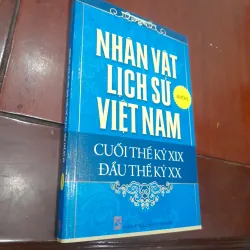 NHÂN VẬT
LỊCH SỬ
VIỆT NAM
CUỐI THẾ KỶ XIX
ĐẦU THẾ KỶ XX